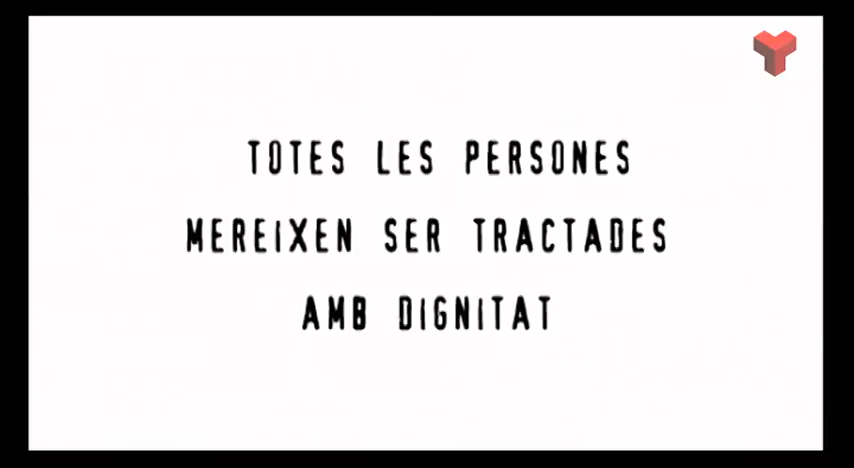 TOTES LES PERSONES
MEREiXEN SER TRACTADES
AMB DiGNiTAT